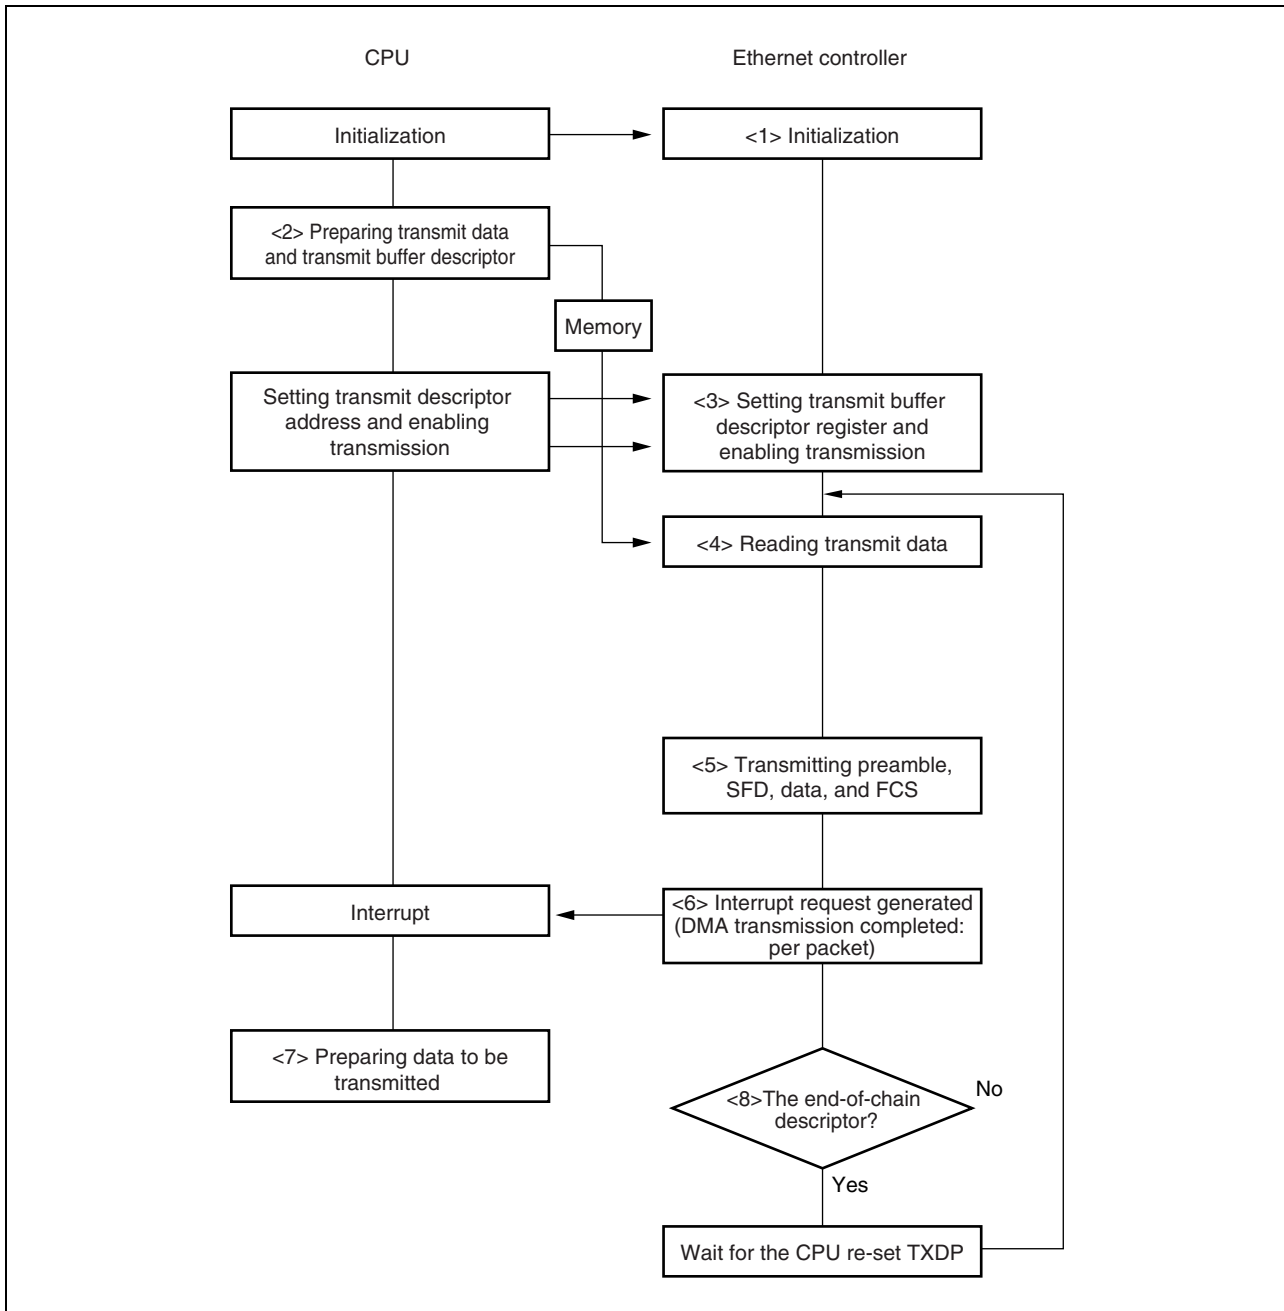 CPU
Ethernet controller
Initialization
<1> Initialization
<2> Preparing transmit data
and transmit buffer descriptor
Memory
Setting transmit descriptor
address and enabling
transmission
<3> Setting transmit buffer
descriptor register and
enabling transmission
<4> Reading transmit data
<5> Transmitting preamble,
SFD, data, and FCS
Interrupt
<6> Interrupt request generated
(DMA transmission completed:
per packet)
<7> Preparing data to be
transmitted
<8>The end-of-chain
descriptor?
No
Yes
Wait for the CPU re-set TXDP